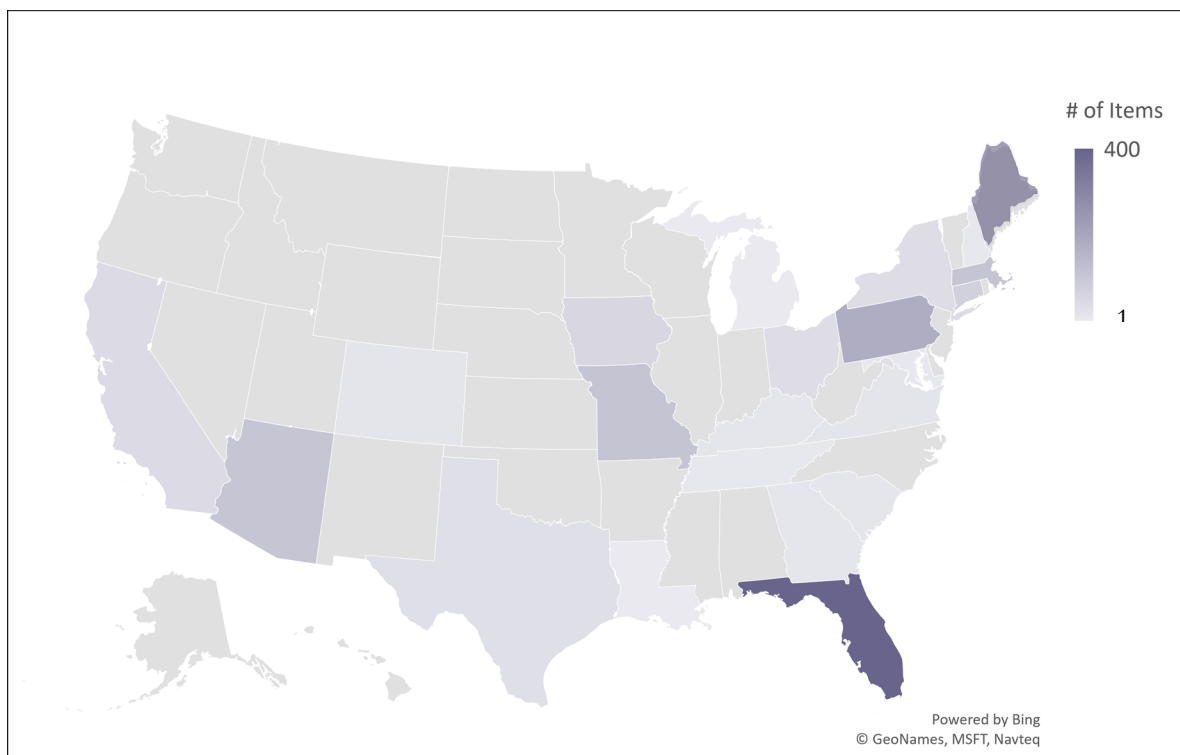 # of Items
400
1
Powered by Bing
© GeoNames, MSFT, Navteq